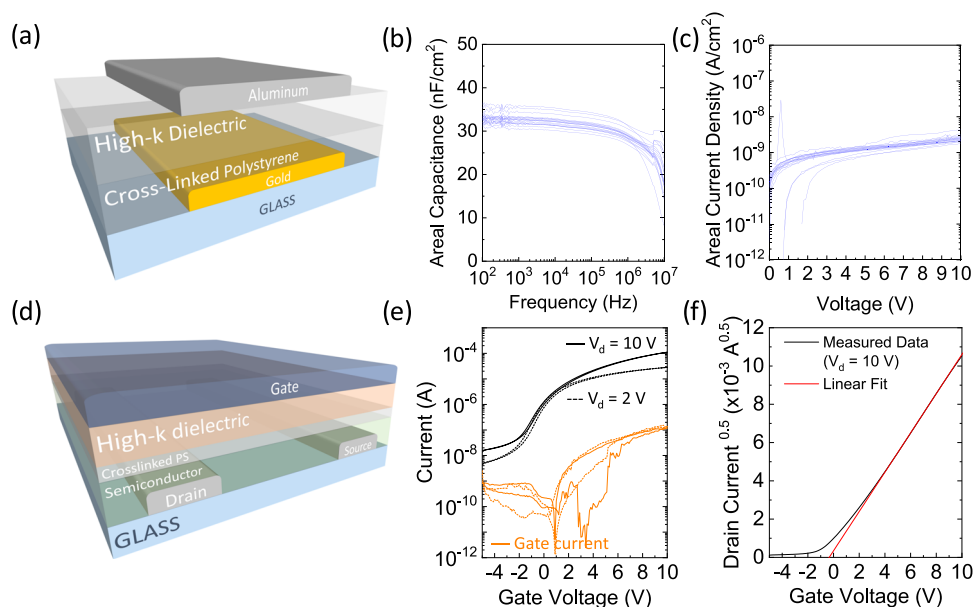 (a)
Aluminum
High-k Dielectric
Cross-Linked Polystyrene
Gold
GLASS
(b)
Areal Capacitance (nF/cm²)
50
40
30
20
10
0
10² 10³ 10⁴ 10⁵ 10⁶ 10⁷
Frequency (Hz)
(c)
Areal Current Density (A/cm²)
10⁻⁶
10⁻⁷
10⁻⁸
10⁻⁹
10⁻¹⁰
10⁻¹¹
10⁻¹²
0 1 2 3 4 5 6 7 8 9 10
Voltage (V)
(d)
Gate
High-k dielectric
Source
Crosslinked PS
Semiconductor
Drain
GLASS
(e)
Current (A)
10⁻⁴
10⁻⁶
10⁻⁸
10⁻¹⁰
10⁻¹²
V_d = 10 V
V_d = 2 V
Gate current
-4 -2 0 2 4 6 8 10
Gate Voltage (V)
(f)
Drain Current^0.5 (x10⁻³ A^0.5)
12
10
8
6
4
2
0
Measured Data
(V_d = 10 V)
Linear Fit
-4 -2 0 2 4 6 8 10
Gate Voltage (V)